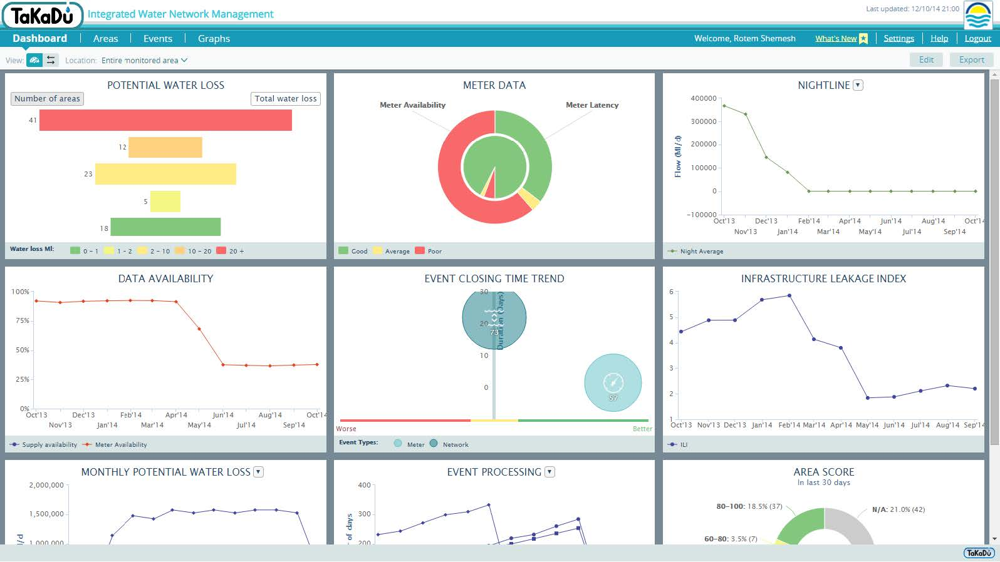 TaKaDu
Integrated Water Network Management
Last updated: 12/10/14 21:00
Dashboard Areas Events Graphs
Welcome, Rotem Shemesh What's New Settings Help Logout
View: Location: Entire monitored area
Edit Export
POTENTIAL WATER LOSS
Number of areas Total water loss
41
12
23
5
18
Water loss Ml: 0 - 1 1 - 2 2 - 10 10 - 20 20 +
METER DATA
Meter Availability Meter Latency
Good Average Poor
NIGHTLINE
Flow (Ml/d)
400000
300000
200000
100000
0
-100000
Oct'13 Dec'13 Feb'14 Apr'14 Jun'14 Aug'14 Oct'14
Nov'13 Jan'14 Mar'14 May'14 Jul'14 Sep'14
Night Average
DATA AVAILABILITY
100%
75%
50%
25%
0%
Oct'13 Dec'13 Feb'14 Apr'14 Jun'14 Aug'14 Oct'14
Nov'13 Jan'14 Mar'14 May'14 Jul'14 Sep'14
Supply availability Meter Availability
EVENT CLOSING TIME TREND
Duration (Days)
30
20
73
10
0
57
Worse Better
Event Types: Meter Network
INFRASTRUCTURE LEAKAGE INDEX
6
5
4
3
2
1
Oct'13 Nov'13 Dec'13 Jan'14 Feb'14 Mar'14 Apr'14 May'14 Jun'14 Jul'14 Aug'14 Sep'14
ILI
MONTHLY POTENTIAL WATER LOSS
2,000,000
1,500,000
1,000,000
l/d
EVENT PROCESSING
400
300
200
of days
AREA SCORE
In last 30 days
80-100: 18.5% (37)
N/A: 21.0% (42)
60-80: 3.5% (7)
TaKaDu